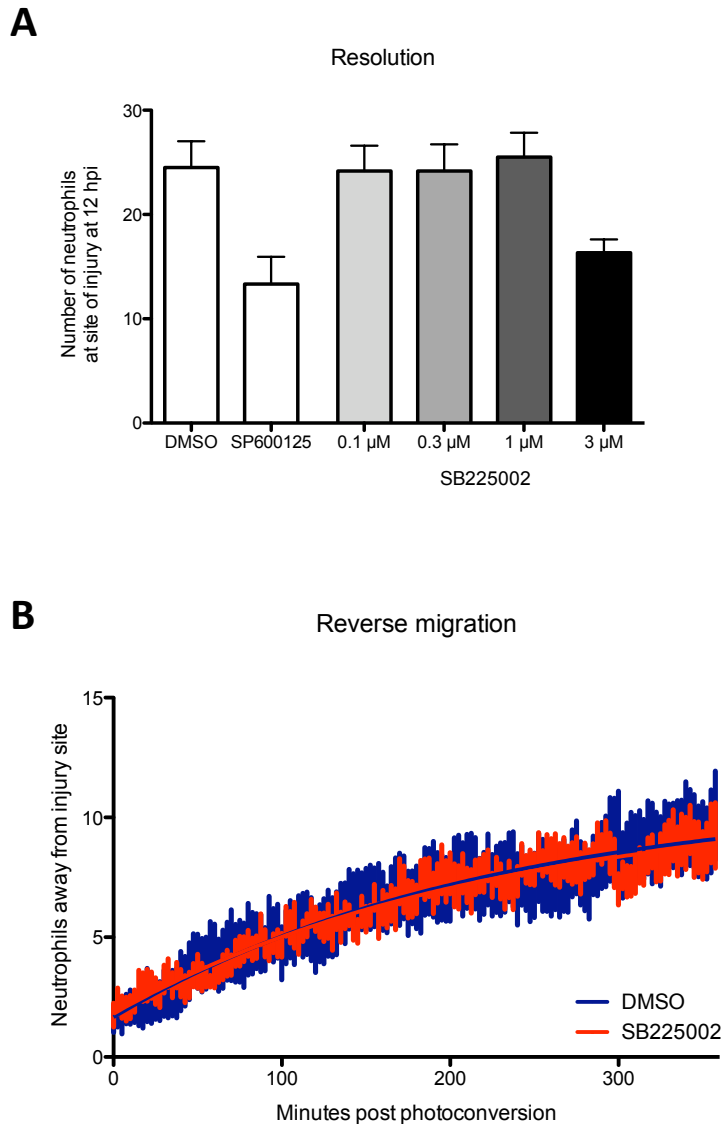 A
Resolution
Number of neutrophils
at site of injury at 12 hpi
30
20
10
0
DMSO SP600125 0.1 µM 0.3 µM 1 µM 3 µM
SB225002
B
Reverse migration
Neutrophils away from injury site
15
10
5
0
DMSO
SB225002
0 100 200 300
Minutes post photoconversion